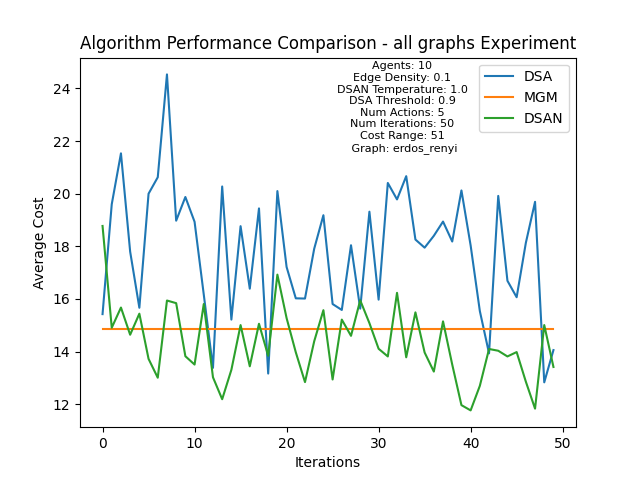 Algorithm Performance Comparison - all graphs Experiment
Agents: 10
Edge Density: 0.1
DSAN Temperature: 1.0
DSA Threshold: 0.9
Num Actions: 5
Num Iterations: 50
Cost Range: 51
Graph: erdos_renyi
DSA
MGM
DSAN
Average Cost
24
22
20
18
16
14
12
0
10
20
30
40
50
Iterations